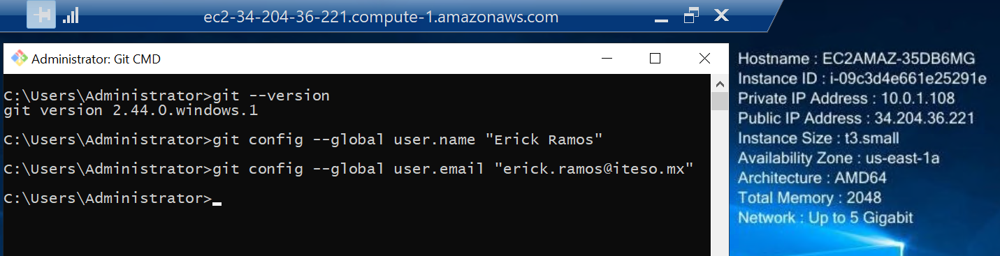 ec2-34-204-36-221.compute-1.amazonaws.com
Administrator: Git CMD
C:\Users\Administrator>git --version
git version 2.44.0.windows.1
C:\Users\Administrator>git config --global user.name "Erick Ramos"
C:\Users\Administrator>git config --global user.email "erick.ramos@iteso.mx"
C:\Users\Administrator>
Hostname : EC2AMAZ-35DB6MG
Instance ID : i-09c3d4e661e25291e
Private IP Address : 10.0.1.108
Public IP Address : 34.204.36.221
Instance Size : t3.small
Availability Zone : us-east-1a
Architecture : AMD64
Total Memory : 2048
Network : Up to 5 Gigabit